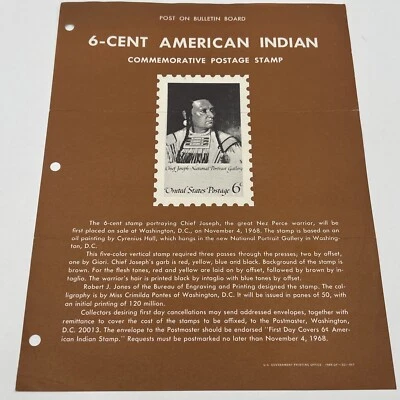 POST ON BULLETIN BOARD
6-CENT AMERICAN INDIAN
COMMEMORATIVE POSTAGE STAMP
Chief Joseph-National Portrait Gallery
United States Postage 6¢
The 6-cent stamp portraying Chief Joseph, the great Nez Perce warrior, will
first be placed on sale at Washington, D.C., on November 4, 1968. The stamp is based on an
oil painting by Cyrenius Hall, which hangs in the new National Portrait Gallery in Washing-
ton, D.C.
This five-color vertical stamp required three passes through the presses, two by offset,
one by Giori. Chief Joseph's garb is red, yellow, blue and black. Background of the stamp is
brown. For the flesh tones, red and yellow are laid on by offset, followed by brown by in-
taglio. The warrior's hair is printed black by intaglio with tones of blue by offset.
Robert J. Jones of the Bureau of Engraving and Printing designed the stamp. The cal-
ligraphy is by Miss Crimilda Pontes of Washington, D.C. It will be issued in panes of 50, with
an initial printing of 120 million.
Collectors desiring first day cancellations may send addressed envelopes, together with
remittance to cover the cost of the stamps to be affixed, to the Postmaster, Washington,
D.C. 20013. The envelope to the Postmaster should be endorsed "First Day Covers 6¢ Amer-
ican Indian Stamp." Requests must be postmarked no later than November 4, 1968.
U.S. GOVERNMENT PRINTING OFFICE